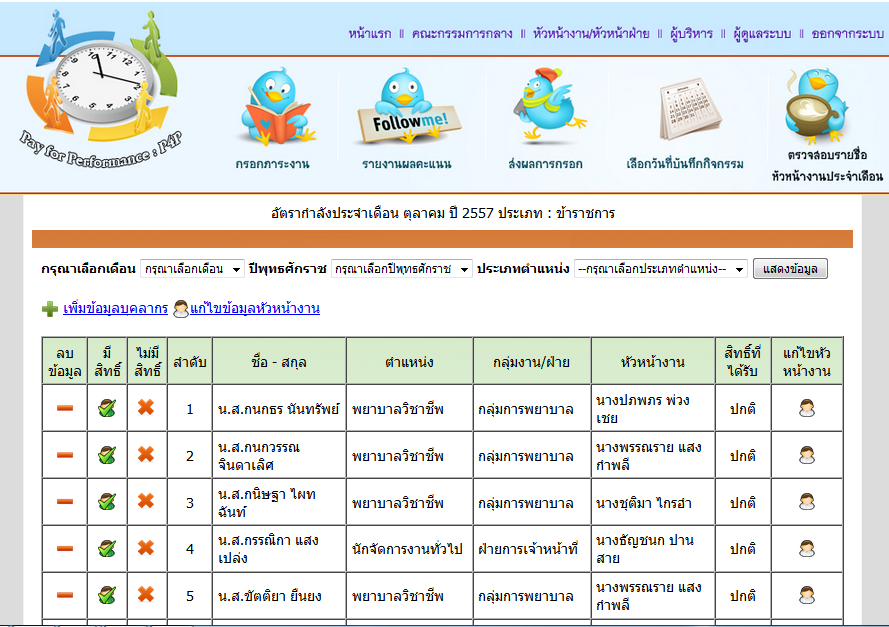 หน้าแรก || คณะกรรมการกลาง || หัวหน้างาน/หัวหน้าฝ่าย || ผู้บริหาร || ผู้ดูแลระบบ || ออกจากระบบ
Pay for Performance : P4P
Followme!
กรอกภาระงาน รายงานผลคะแนน ส่งผลการกรอก เลือกวันที่บันทึกกิจกรรม ตรวจสอบรายชื่อ
หัวหน้างานประจำเดือน
อัตรากำลังประจำเดือน ตุลาคม ปี 2557 ประเภท : ข้าราชการ
กรุณาเลือกเดือน กรุณาเลือกเดือน ปีพุทธศักราช กรุณาเลือกปีพุทธศักราช ประเภทตำแหน่ง --กรุณาเลือกประเภทตำแหน่ง-- แสดงข้อมูล
เพิ่มข้อมูลบุคลากร แก้ไขข้อมูลหัวหน้างาน
ลบ มี ไม่มี สิทธิ์ที่ แก้ไขหัว
ข้อมูล สิทธิ์ สิทธิ์ ลำดับ ชื่อ - สกุล ตำแหน่ง กลุ่มงาน/ฝ่าย หัวหน้างาน ได้รับ หน้างาน
1 น.ส.กนกธร นันทรัพย์ พยาบาลวิชาชีพ กลุ่มการพยาบาล นางปภพภร พ่วง
เชย ปกติ
2 น.ส.กนกวรรณ
จินดาเลิศ พยาบาลวิชาชีพ กลุ่มการพยาบาล นางพรรณราย แสง
กำพลี ปกติ
3 น.ส.กนิษฐา ไผท
ฉันท์ พยาบาลวิชาชีพ กลุ่มการพยาบาล นางชุติมา ไกรอำ ปกติ
4 น.ส.กรรณิกา แสง
เปล่ง นักจัดการงานทั่วไป ฝ่ายการเจ้าหน้าที่ นางธัญชนก ปาน
สาย ปกติ
5 น.ส.ขัตติยา ยืนยง พยาบาลวิชาชีพ กลุ่มการพยาบาล นางพรรณราย แสง
กำพลี ปกติ